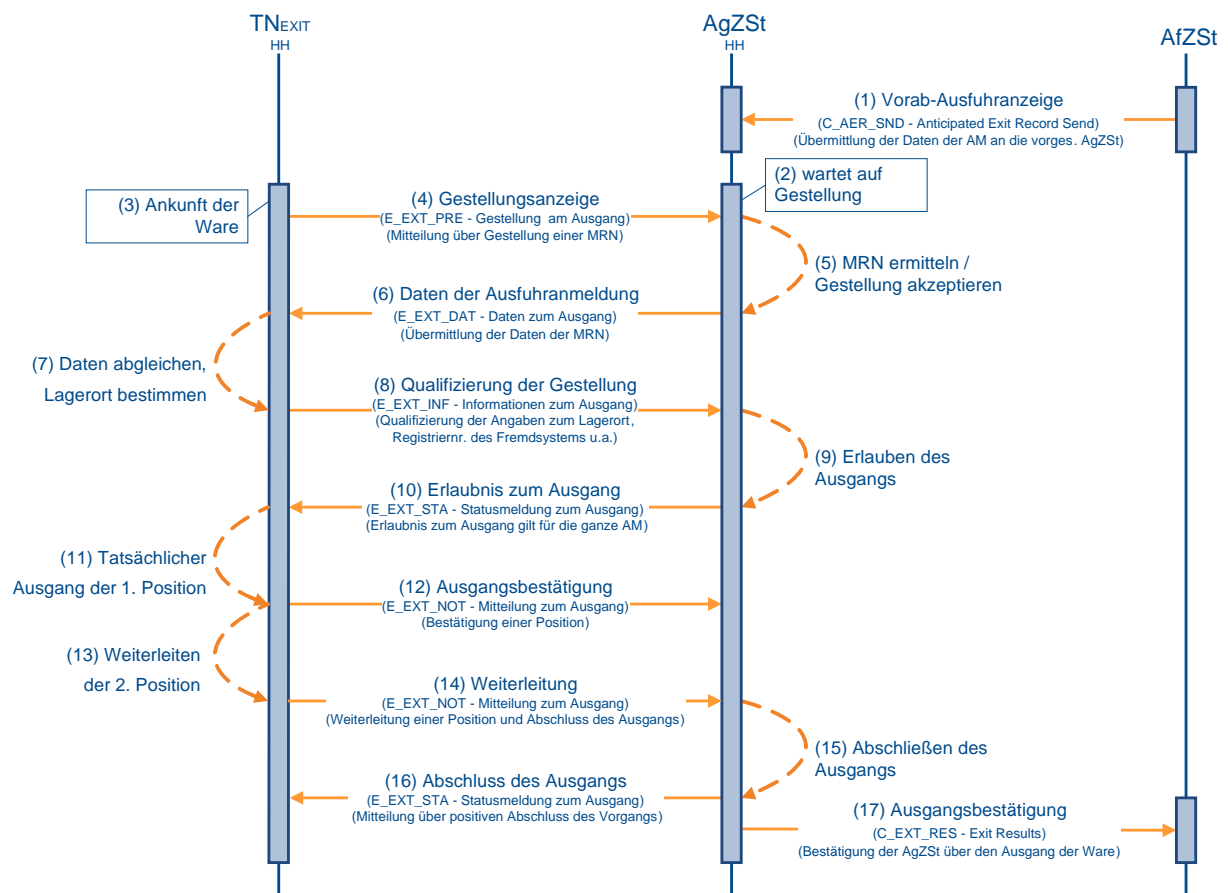 TNEXIT
HH
AgZSt
HH
AfZSt
(1) Vorab-Ausfuhranzeige
(C_AER_SND - Anticipated Exit Record Send)
(Übermittlung der Daten der AM an die vorges. AgZSt)
(2) wartet auf
Gestellung
(3) Ankunft der
Ware
(4) Gestellungsanzeige
(E_EXT_PRE - Gestellung am Ausgang)
(Mitteilung über Gestellung einer MRN)
(5) MRN ermitteln /
Gestellung akzeptieren
(6) Daten der Ausfuhranmeldung
(E_EXT_DAT - Daten zum Ausgang)
(Übermittlung der Daten der MRN)
(7) Daten abgleichen,
Lagerort bestimmen
(8) Qualifizierung der Gestellung
(E_EXT_INF - Informationen zum Ausgang)
(Qualifizierung der Angaben zum Lagerort,
Registriernr. des Fremdsystems u.a.)
(9) Erlauben des
Ausgangs
(10) Erlaubnis zum Ausgang
(E_EXT_STA - Statusmeldung zum Ausgang)
(Erlaubnis zum Ausgang gilt für die ganze AM)
(11) Tatsächlicher
Ausgang der 1. Position
(12) Ausgangsbestätigung
(E_EXT_NOT - Mitteilung zum Ausgang)
(Bestätigung einer Position)
(13) Weiterleiten
der 2. Position
(14) Weiterleitung
(E_EXT_NOT - Mitteilung zum Ausgang)
(Weiterleitung einer Position und Abschluss des Ausgangs)
(15) Abschließen des
Ausgangs
(16) Abschluss des Ausgangs
(E_EXT_STA - Statusmeldung zum Ausgang)
(Mitteilung über positiven Abschluss des Vorgangs)
(17) Ausgangsbestätigung
(C_EXT_RES - Exit Results)
(Bestätigung der AgZSt über den Ausgang der Ware)